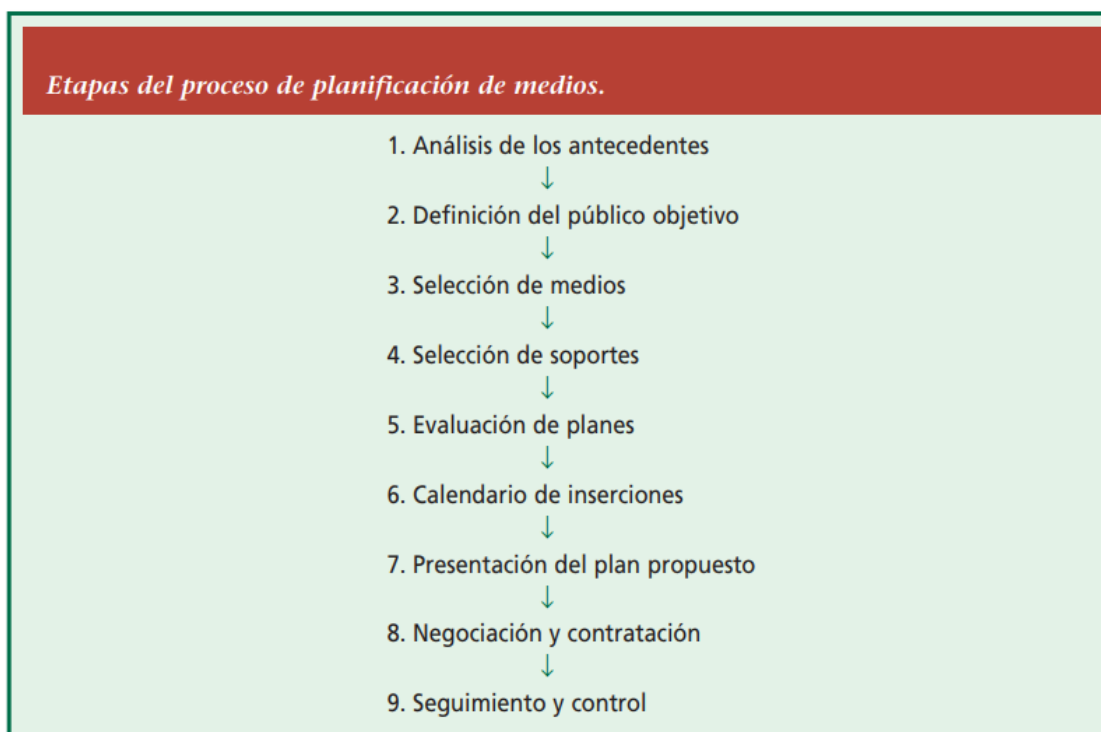 Etapas del proceso de planificación de medios.
1. Análisis de los antecedentes
↓
2. Definición del público objetivo
↓
3. Selección de medios
↓
4. Selección de soportes
↓
5. Evaluación de planes
↓
6. Calendario de inserciones
↓
7. Presentación del plan propuesto
↓
8. Negociación y contratación
↓
9. Seguimiento y control